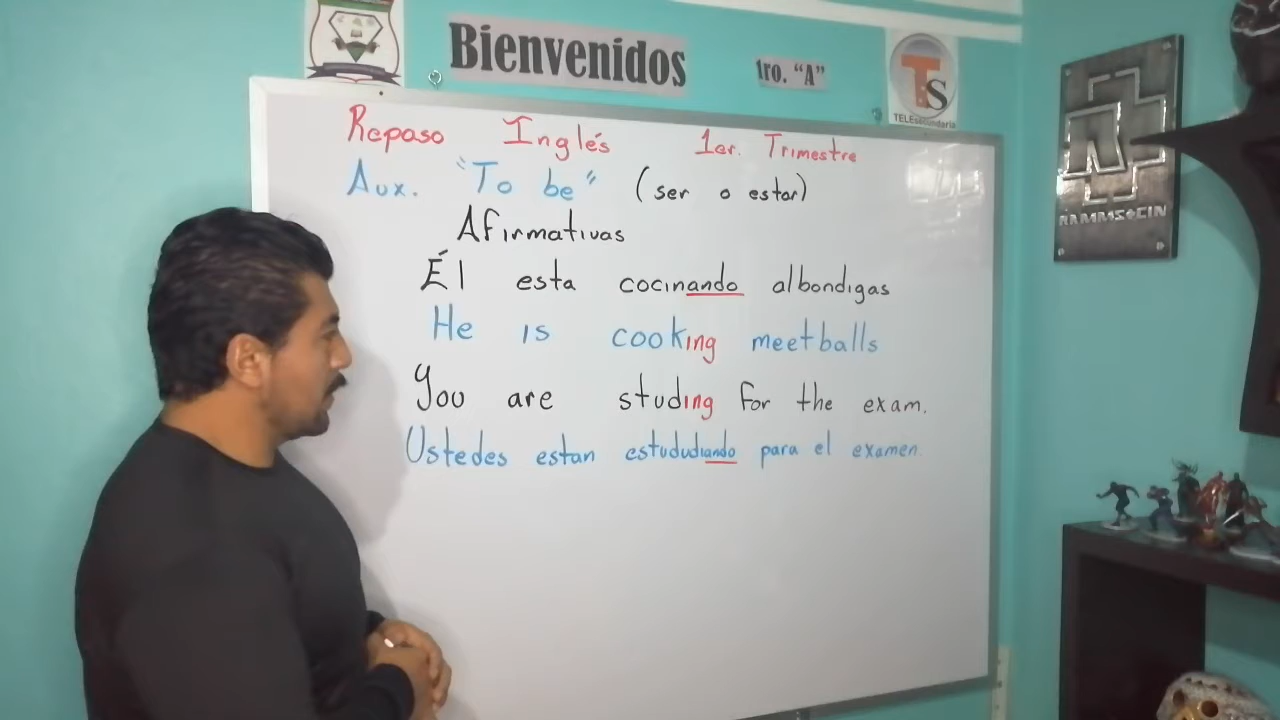 Bienvenidos 1ro. "A"
TS
TELEsecundaria
RAMMSTEIN
Repaso Inglés 1er. Trimestre
Aux. "To be" (ser o estar)
Afirmativas
Él esta cocinando albondigas
He is cooking meetballs
You are studing for the exam.
Ustedes estan estududiando para el examen.